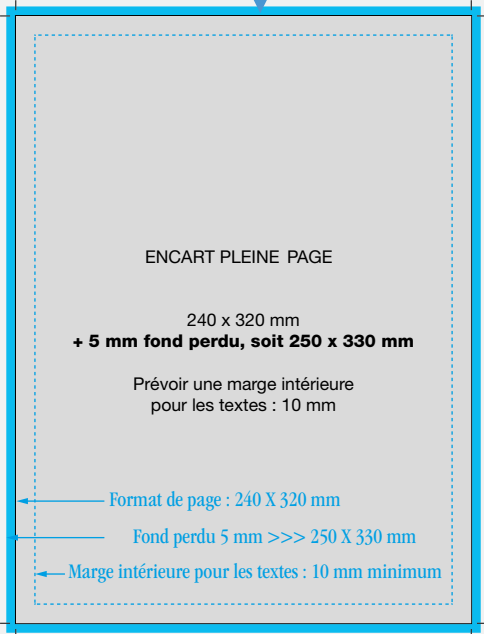 ENCART PLEINE PAGE
240 x 320 mm
+ 5 mm fond perdu, soit 250 x 330 mm
Prévoir une marge intérieure
pour les textes : 10 mm
Format de page : 240 X 320 mm
Fond perdu 5 mm >>> 250 X 330 mm
Marge intérieure pour les textes : 10 mm minimum